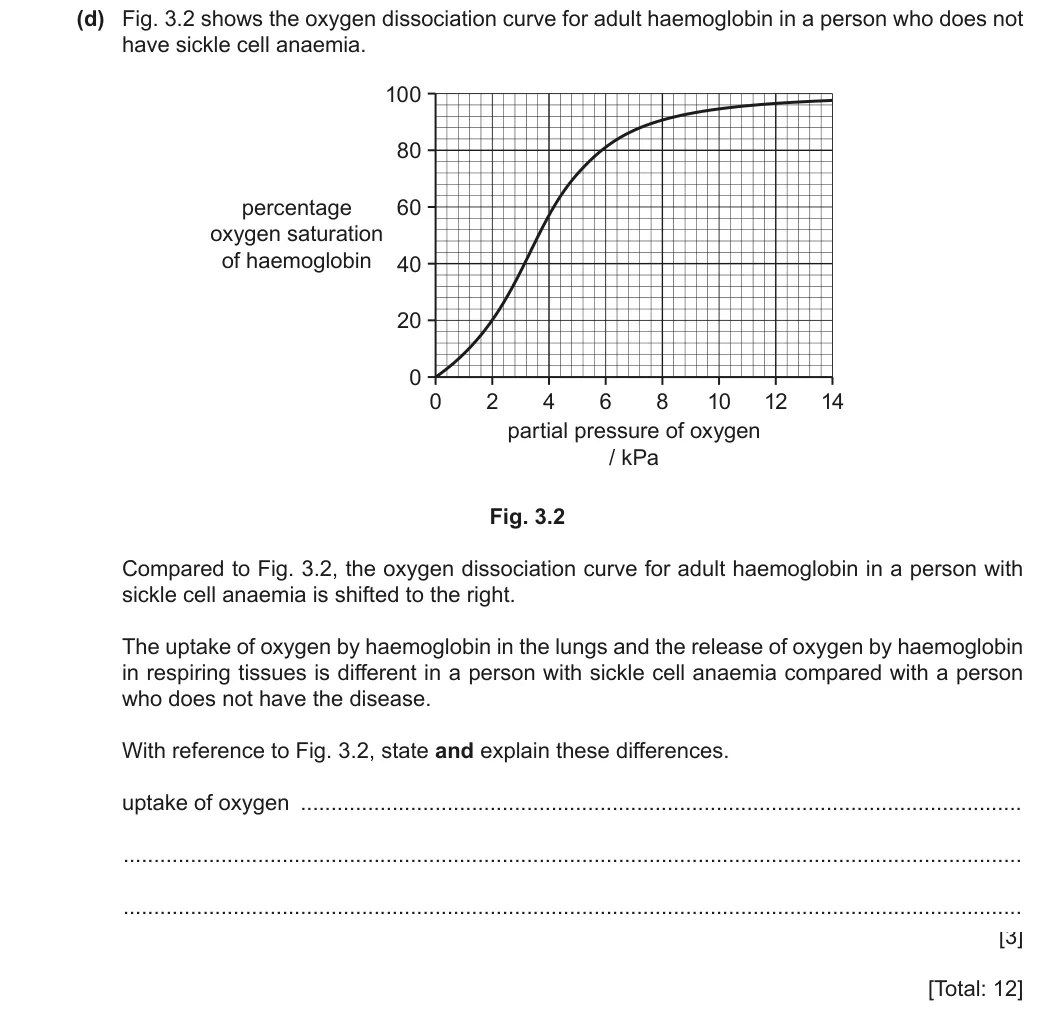 (d) Fig. 3.2 shows the oxygen dissociation curve for adult haemoglobin in a person who does not
have sickle cell anaemia.
100
80
60
40
20
0
percentage
oxygen saturation
of haemoglobin
0 2 4 6 8 10 12 14
partial pressure of oxygen
/ kPa
Fig. 3.2
Compared to Fig. 3.2, the oxygen dissociation curve for adult haemoglobin in a person with
sickle cell anaemia is shifted to the right.
The uptake of oxygen by haemoglobin in the lungs and the release of oxygen by haemoglobin
in respiring tissues is different in a person with sickle cell anaemia compared with a person
who does not have the disease.
With reference to Fig. 3.2, state and explain these differences.
uptake of oxygen ................................................................
................................................................
................................................................
[3]
[Total: 12]